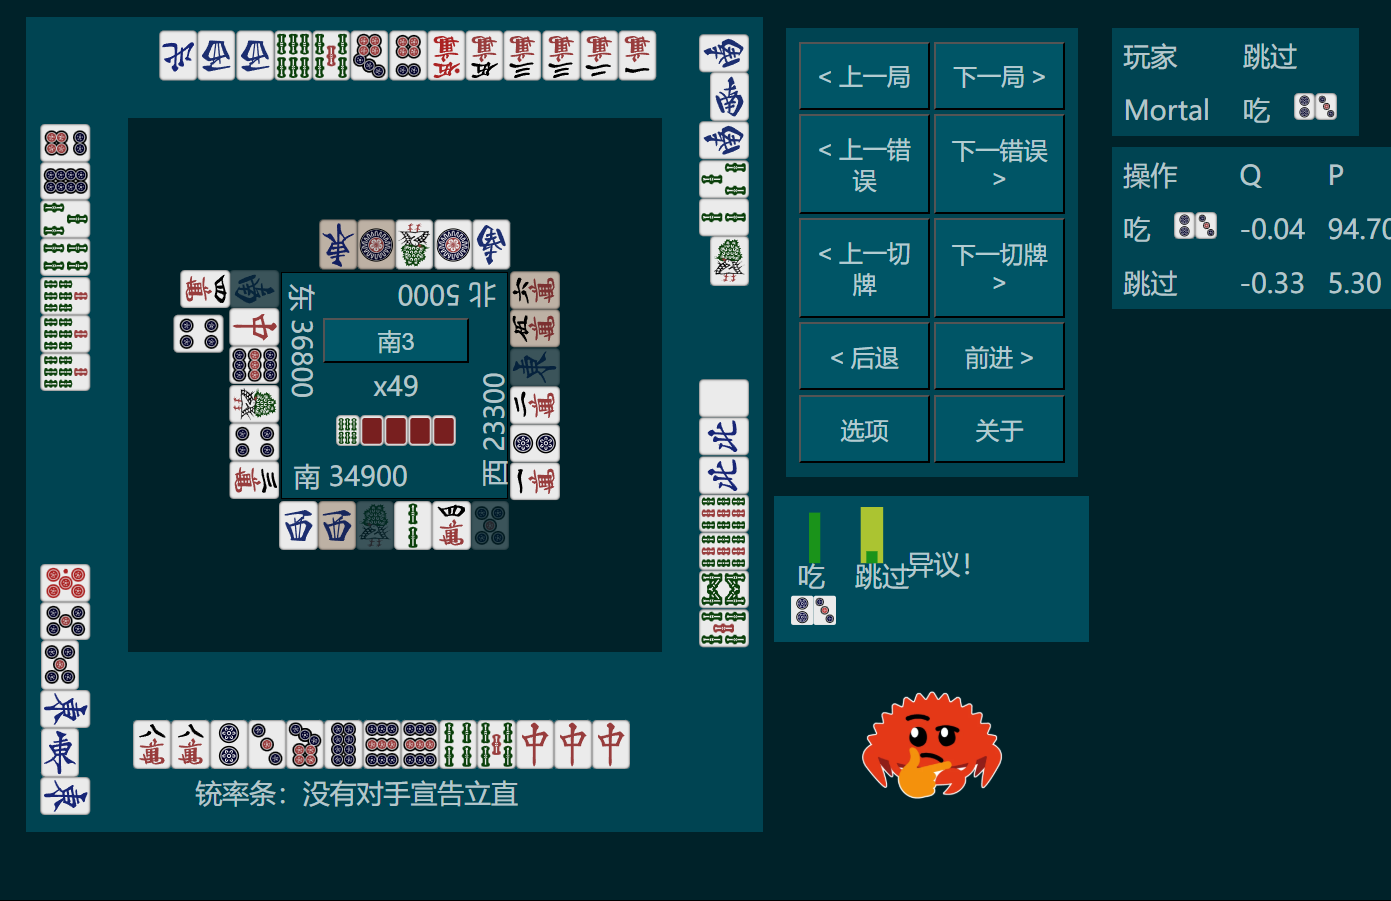 < 上一局
下一局 >
< 上一错误
下一错误 >
< 上一切牌
下一切牌 >
< 后退
前进 >
选项
关于
玩家 跳过
Mortal 吃
操作 Q P
吃 -0.04 94.70
跳过 -0.33 5.30
东 36800
北 5000
南3
x49
西 23300
南 34900
吃
跳过
异议!
铳率条：没有对手宣告立直